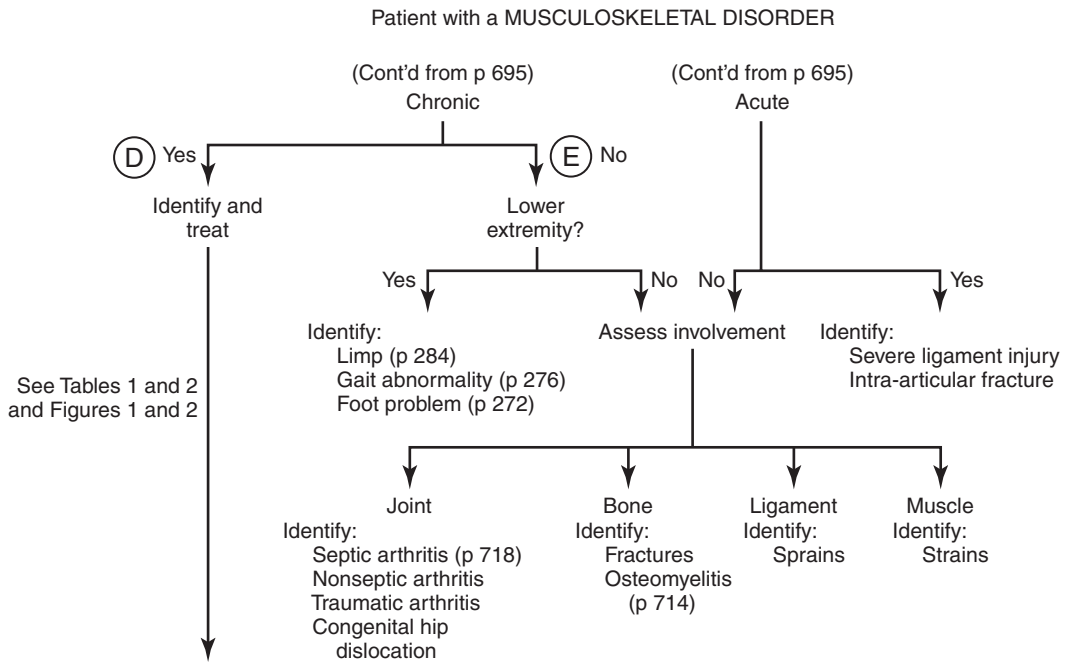 Patient with a MUSCULOSKELETAL DISORDER
(Cont'd from p 695)
Chronic
(Cont'd from p 695)
Acute
D Yes
E No
Identify and
treat
Lower
extremity?
Yes
No
No
Yes
Identify:
Limp (p 284)
Gait abnormality (p 276)
Foot problem (p 272)
Assess involvement
Identify:
Severe ligament injury
Intra-articular fracture
See Tables 1 and 2
and Figures 1 and 2
Joint
Identify:
Septic arthritis (p 718)
Nonseptic arthritis
Traumatic arthritis
Congenital hip
dislocation
Bone
Identify:
Fractures
Osteomyelitis
(p 714)
Ligament
Identify:
Sprains
Muscle
Identify:
Strains